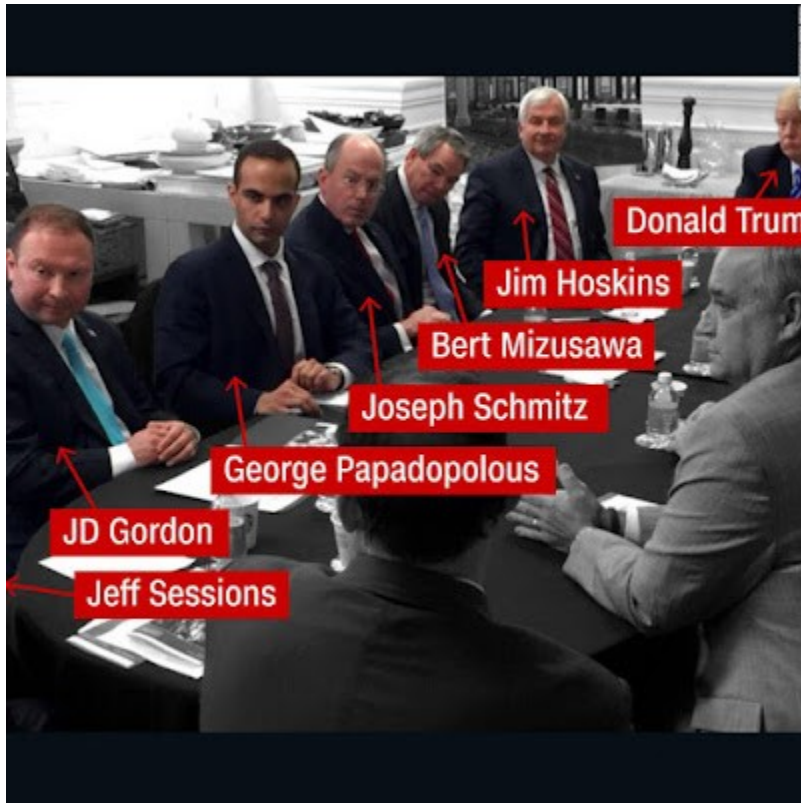 Donald Trum
Jim Hoskins
Bert Mizusawa
Joseph Schmitz
George Papadopolous
JD Gordon
Jeff Sessions